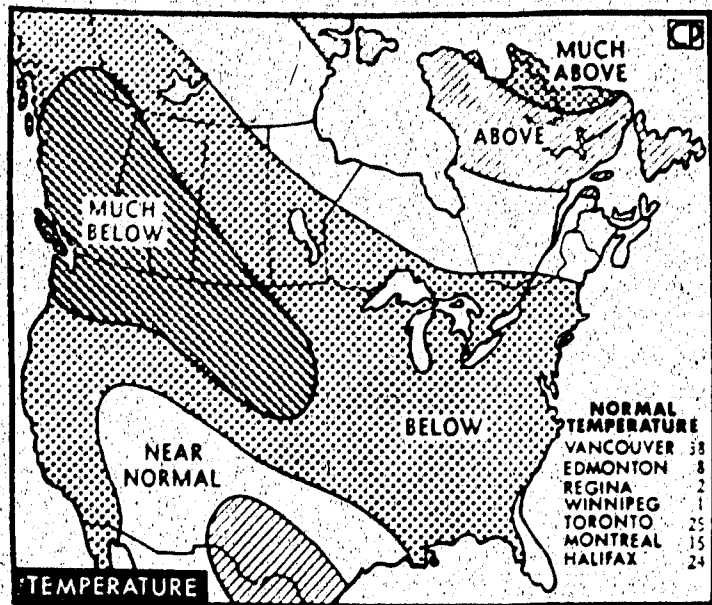 CP
MUCH
ABOVE
ABOVE
MUCH
BELOW
BELOW
NEAR
NORMAL
NORMAL
TEMPERATURE
VANCOUVER 38
EDMONTON 8
REGINA 2
WINNIPEG 1
TORONTO
MONTREAL 15
HALIFAX 24
TEMPERATURE